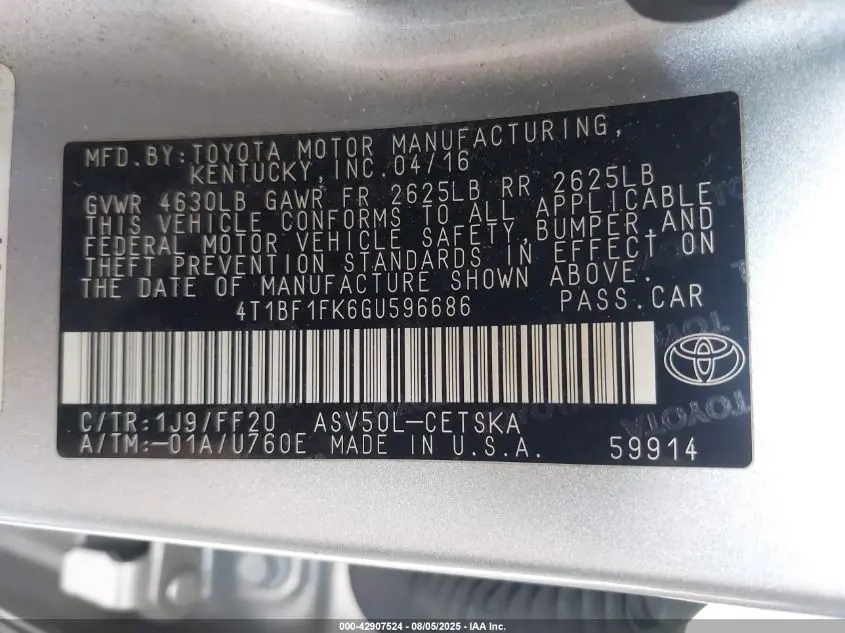 MFD. BY: TOYOTA MOTOR MANUFACTURING,
KENTUCKY, INC. 04/16
GVWR 4630LB GAWR FR 2625LB RR 2625LB
THIS VEHICLE CONFORMS TO ALL APPLICABLE
FEDERAL MOTOR VEHICLE SAFETY, BUMPER, AND
THEFT PREVENTION STANDARDS IN EFFECT ON
THE DATE OF MANUFACTURE SHOWN ABOVE.
4T1BF1FK6GU596686 PASS. CAR
TOYOTA
TOYOTA
C/TR: 1J9/FF20 ASV50L-CETSKA
A/TM: -01A/U760E MADE IN U.S.A. 59914
000-42907524 - 08/05/2025 - IAA Inc.